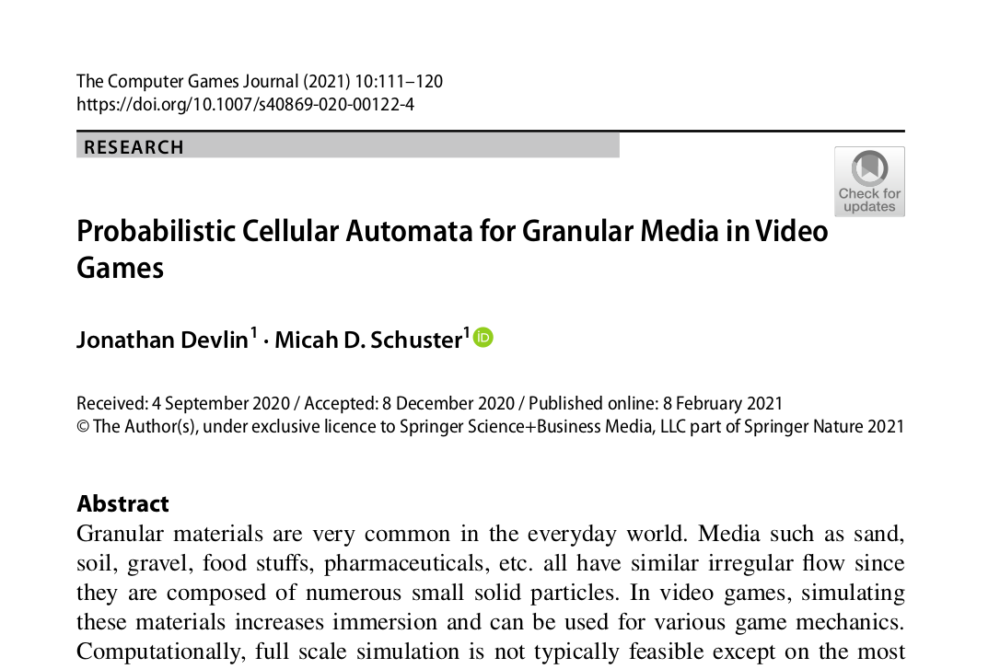 The Computer Games Journal (2021) 10:111–120
https://doi.org/10.1007/s40869-020-00122-4
RESEARCH
Check for
updates
Probabilistic Cellular Automata for Granular Media in Video
Games
Jonathan Devlin1 · Micah D. Schuster1 iD
Received: 4 September 2020 / Accepted: 8 December 2020 / Published online: 8 February 2021
© The Author(s), under exclusive licence to Springer Science+Business Media, LLC part of Springer Nature 2021
Abstract
Granular materials are very common in the everyday world. Media such as sand,
soil, gravel, food stuffs, pharmaceuticals, etc. all have similar irregular flow since
they are composed of numerous small solid particles. In video games, simulating
these materials increases immersion and can be used for various game mechanics.
Computationally, full scale simulation is not typically feasible except on the most